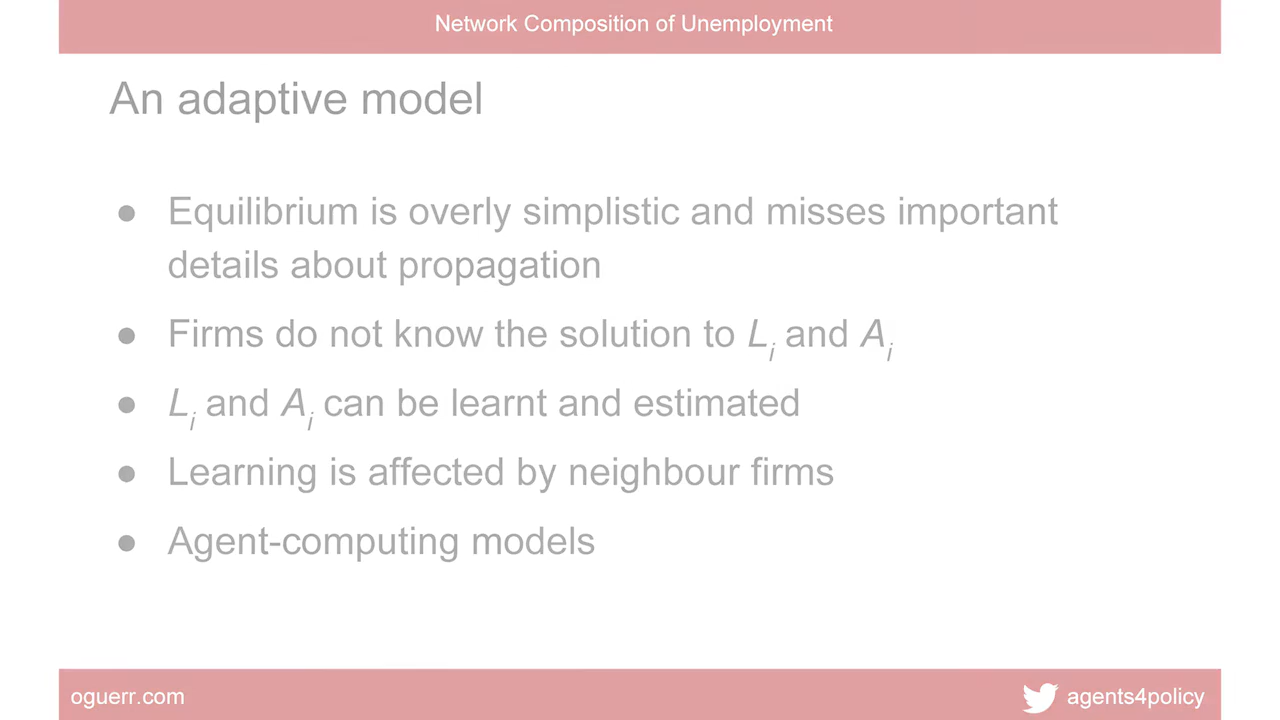 Network Composition of Unemployment
An adaptive model
● Equilibrium is overly simplistic and misses important
details about propagation
● Firms do not know the solution to Li and Ai
● Li and Ai can be learnt and estimated
● Learning is affected by neighbour firms
● Agent-computing models
oguerr.com
agents4policy